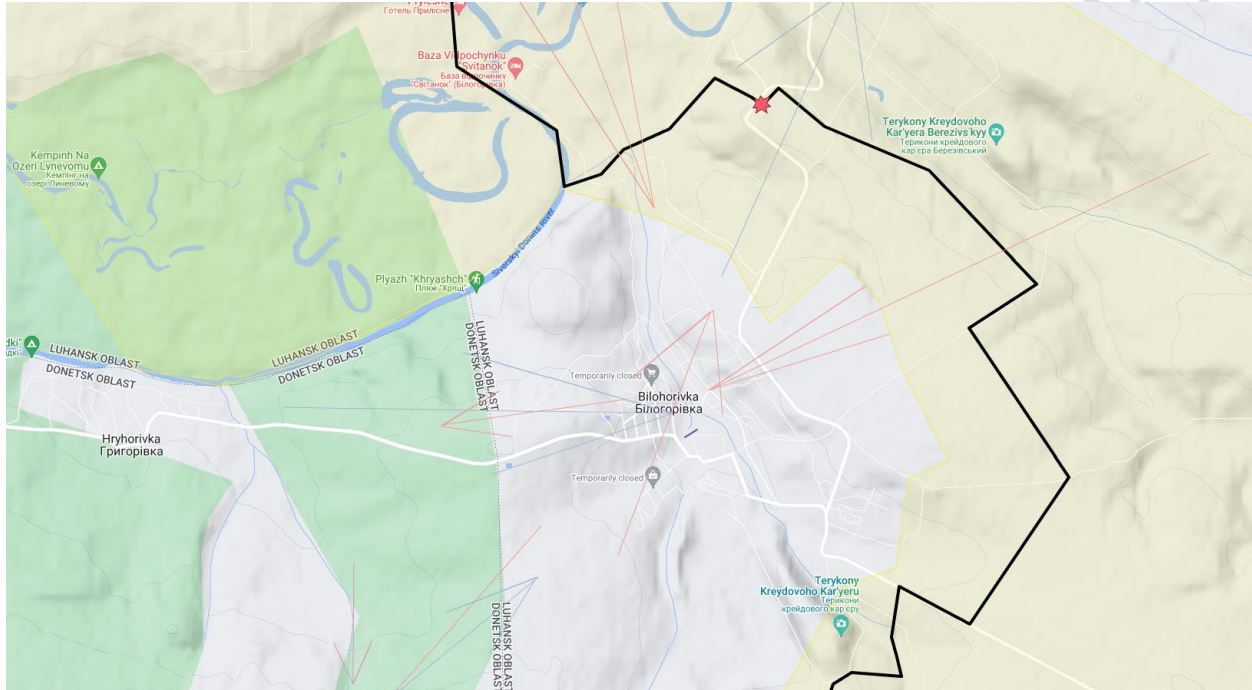 Готель Прилісне
Baza Vidpochynku
"Svitanok"
База відпочинку
"Світанок" (Білогорівка)
Kempinh Na
Ozeri Lynevomu
Кемпінг на
озері Линевому
Terykony Kreydovoho
Kar'yera Berezivs'kyy
Терикони крейдового
кар'єра Березівський
Siverskyi Donets River
Plyazh "Khryashch"
Пляж "Хрящ"
LUHANSK OBLAST
DONETSK OBLAST
LUHANSK OBLAST
DONETSK OBLAST
LUHANSK OBLAST
DONETSK OBLAST
Temporarily closed
Bilohorivka
Білогорівка
Hryhorivka
Григорівка
Temporarily closed
Terykony
Kreydovoho Kar'yeru
Терикони
крейдового кар'єру
LUHANSK OBLAST
DONETSK OBLAST